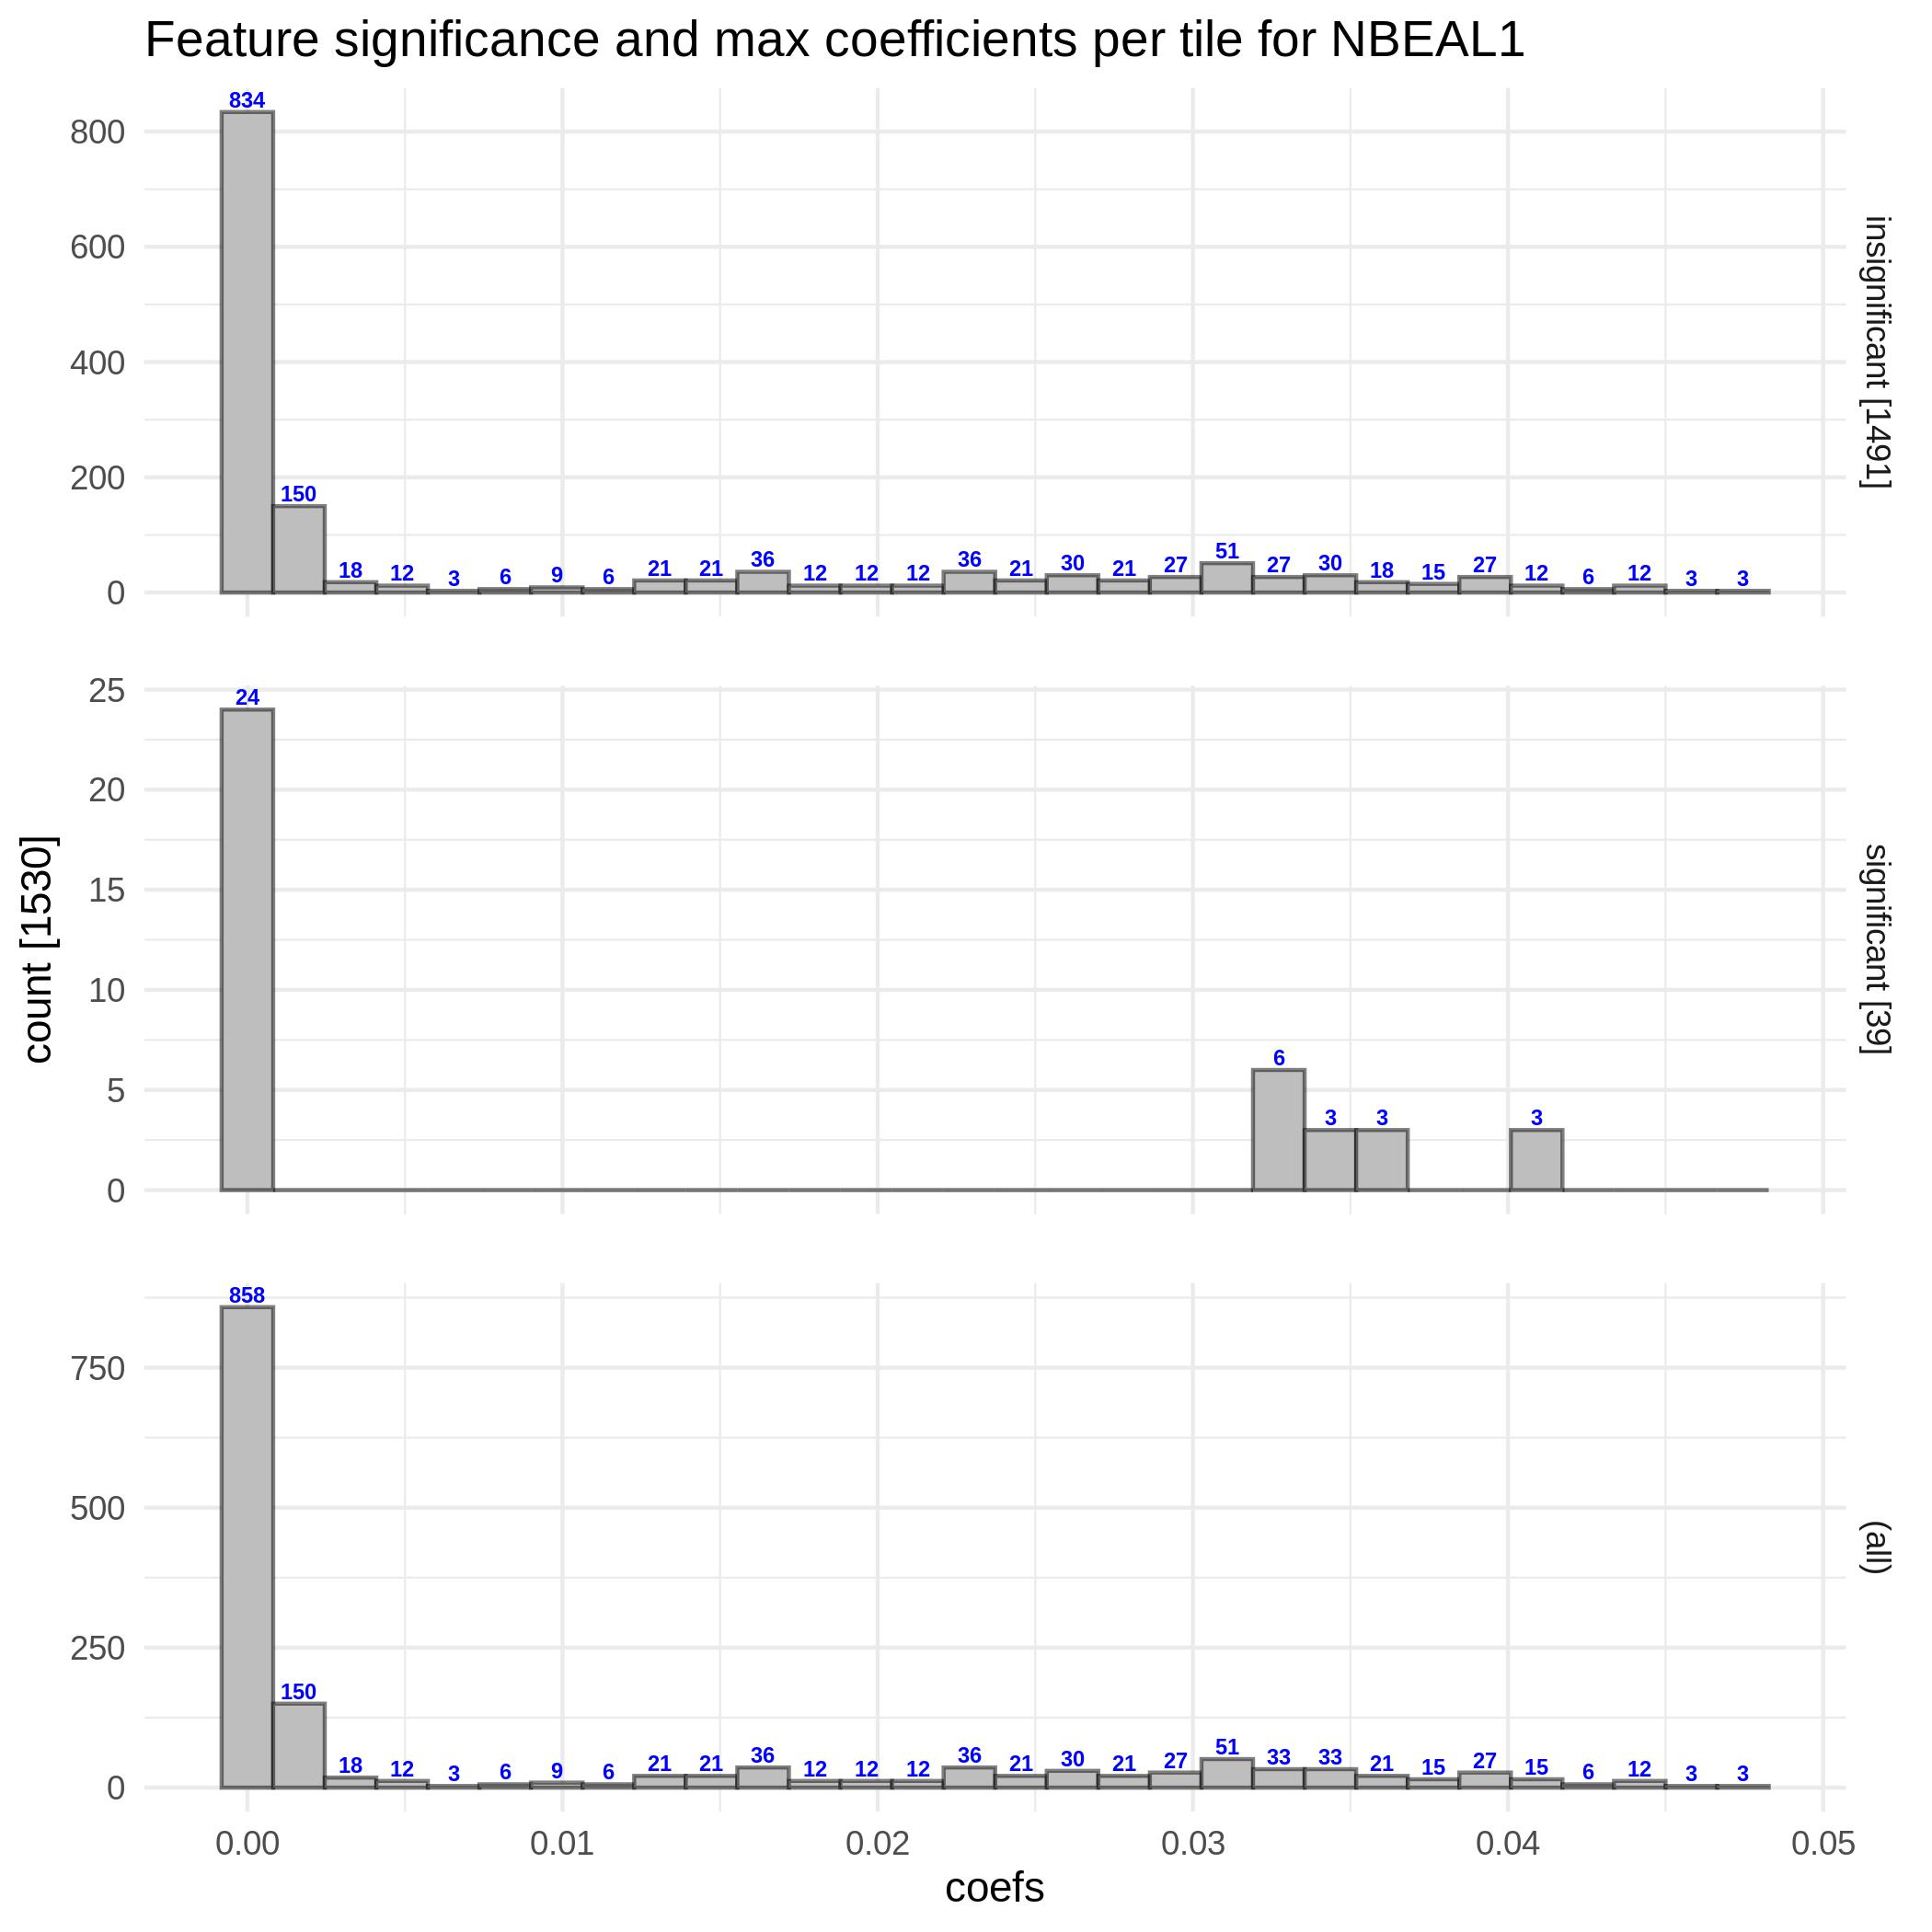 Feature significance and max coefficients per tile for NBEAL1
834
800
600
400
200
0
150
18 12 3 6 9 6 21 21 36 12 12 12 36 21 30 21 27 51 27 30 18 15 27 12 6 12 3 3
insignificant [1491]
count [1530]
25
20
15
10
5
0
24
6
3 3 3
significant [39]
858
750
500
250
0
150
18 12 3 6 9 6 21 21 36 12 12 12 36 21 30 21 27 51 33 33 21 15 27 15 6 12 3 3
(all)
0.00 0.01 0.02 0.03 0.04 0.05
coefs